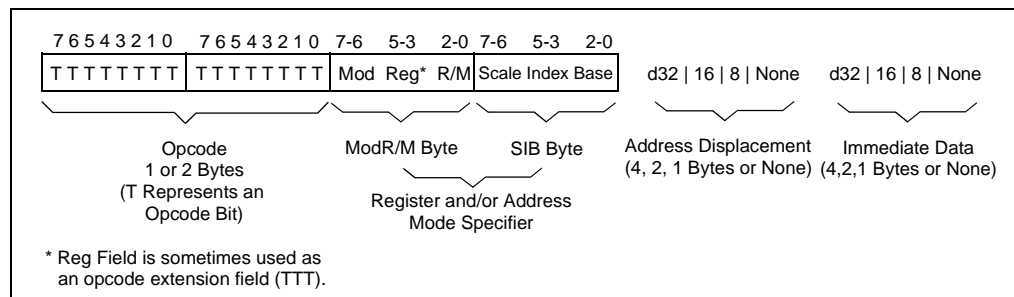 7 6 5 4 3 2 1 0 7 6 5 4 3 2 1 0 7-6 5-3 2-0 7-6 5-3 2-0
T T T T T T T T T T T T T T T T Mod Reg* R/M Scale Index Base d32 | 16 | 8 | None d32 | 16 | 8 | None
Opcode
1 or 2 Bytes
(T Represents an
Opcode Bit)
ModR/M Byte SIB Byte
Register and/or Address
Mode Specifier
Address Displacement
(4, 2, 1 Bytes or None)
Immediate Data
(4,2,1 Bytes or None)
* Reg Field is sometimes used as
an opcode extension field (TTT).